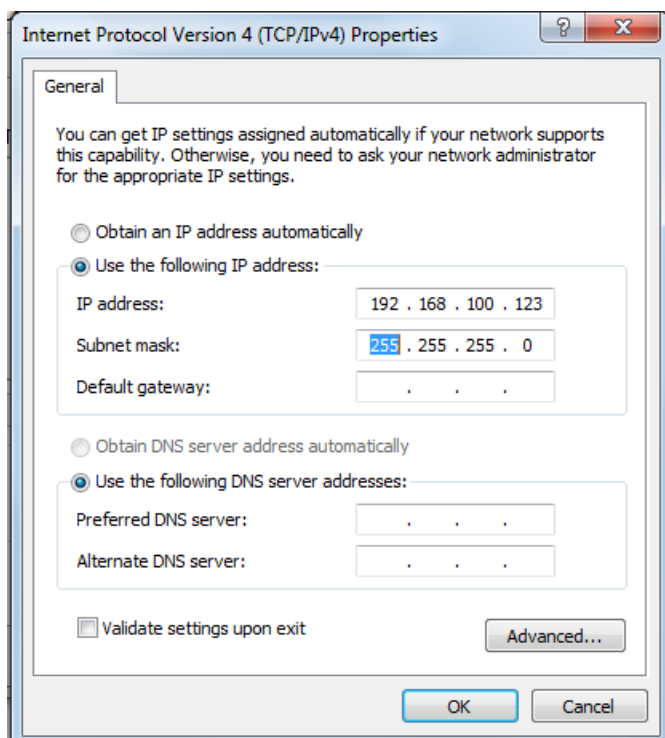 Internet Protocol Version 4 (TCP/IPv4) Properties
General
You can get IP settings assigned automatically if your network supports
this capability. Otherwise, you need to ask your network administrator
for the appropriate IP settings.
Obtain an IP address automatically
Use the following IP address:
IP address: 192 . 168 . 100 . 123
Subnet mask: 255 . 255 . 255 . 0
Default gateway: . . .
Obtain DNS server address automatically
Use the following DNS server addresses:
Preferred DNS server: . . .
Alternate DNS server: . . .
Validate settings upon exit
Advanced...
OK Cancel